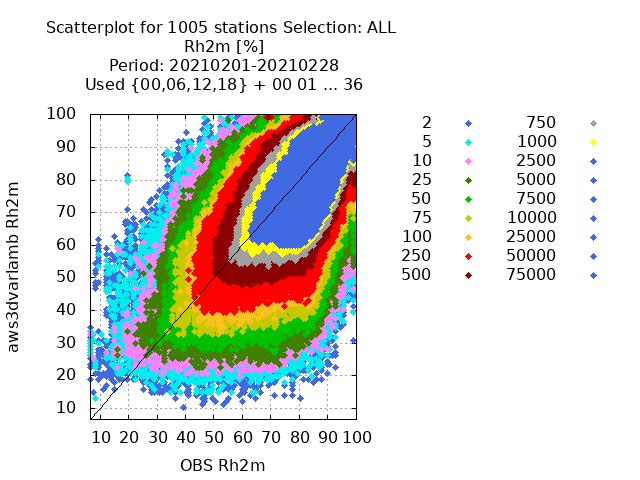 Scatterplot for 1005 stations Selection: ALL
Rh2m [%]
Period: 20210201-20210228
Used {00,06,12,18} + 00 01 ... 36
100
90
80
70
60
50
40
30
20
10
10 20 30 40 50 60 70 80 90 100
aws3dvarlamb Rh2m
OBS Rh2m
2 750
5 1000
10 2500
25 5000
50 7500
75 10000
100 25000
250 50000
500 75000